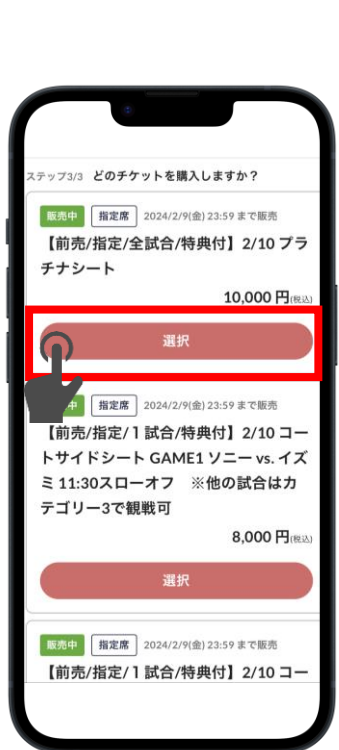 ステップ3/3 どのチケットを購入しますか？
販売中 指定席 2024/2/9(金) 23:59 まで販売
【前売/指定/全試合/特典付】2/10 プラ
チナシート
10,000 円(税込)
選択
中 指定席 2024/2/9(金) 23:59 まで販売
【前売/指定/1 試合/特典付】2/10 コー
トサイドシート GAME1 ソニー vs. イズ
ミ 11:30スローオフ　※他の試合はカ
テゴリー3で観戦可
8,000 円(税込)
選択
販売中 指定席 2024/2/9(金) 23:59 まで販売
【前売/指定/1 試合/特典付】2/10 コー